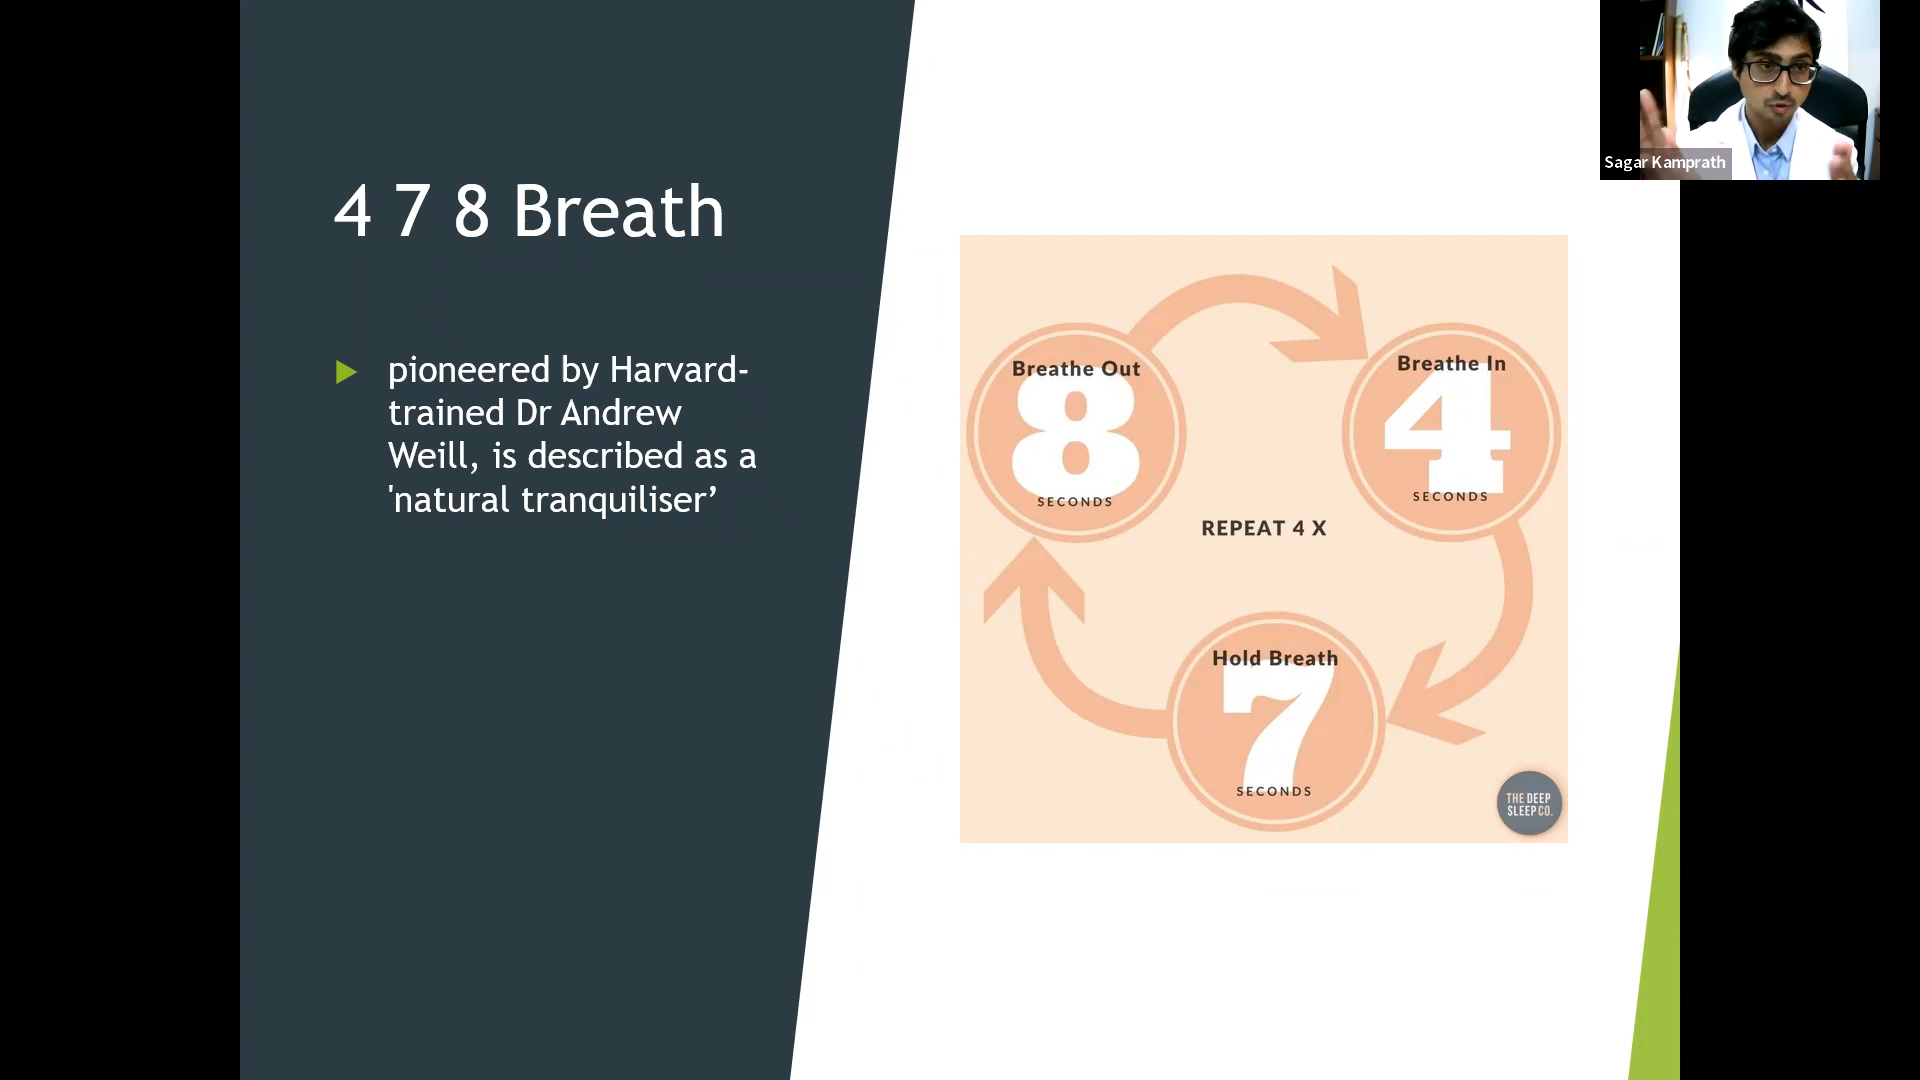 4 7 8 Breath
pioneered by Harvard-
trained Dr Andrew
Weill, is described as a
'natural tranquiliser’
Breathe Out
8
SECONDS
Breathe In
4
SECONDS
REPEAT 4 X
Hold Breath
7
SECONDS
THE DEEP
SLEEP CO.
Sagar Kamprath